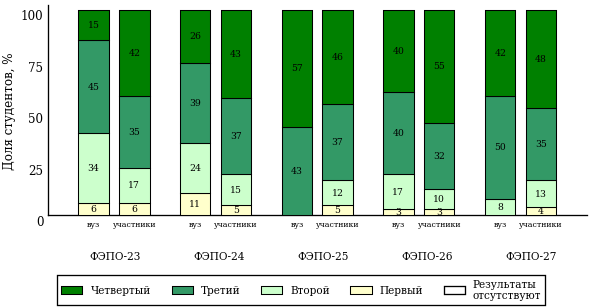 Доля студентов, %
100
75
50
25
0
15 42 26 43 57 46 40 55 42 48
45 35 39 37 43 37 40 32 50 35
34 17 24 15 12 17 10 8 13
6 6 11 5 5 3 3 4
вуз участники вуз участники вуз участники вуз участники вуз участники
ФЭПО-23 ФЭПО-24 ФЭПО-25 ФЭПО-26 ФЭПО-27
Четвертый Третий Второй Первый Результаты отсутствуют